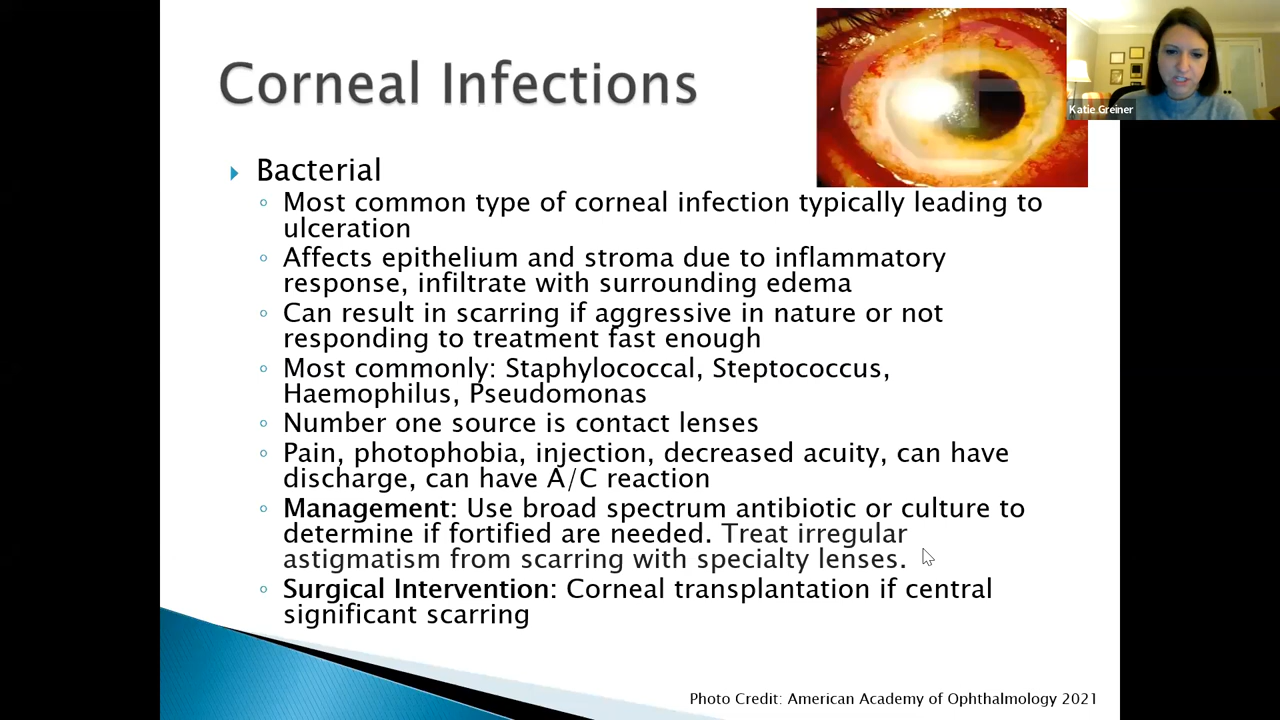 Corneal Infections
Katie Greiner
Bacterial
Most common type of corneal infection typically leading to
ulceration
Affects epithelium and stroma due to inflammatory
response, infiltrate with surrounding edema
Can result in scarring if aggressive in nature or not
responding to treatment fast enough
Most commonly: Staphylococcal, Steptococcus,
Haemophilus, Pseudomonas
Number one source is contact lenses
Pain, photophobia, injection, decreased acuity, can have
discharge, can have A/C reaction
Management: Use broad spectrum antibiotic or culture to
determine if fortified are needed. Treat irregular
astigmatism from scarring with specialty lenses.
Surgical Intervention: Corneal transplantation if central
significant scarring
Photo Credit: American Academy of Ophthalmology 2021